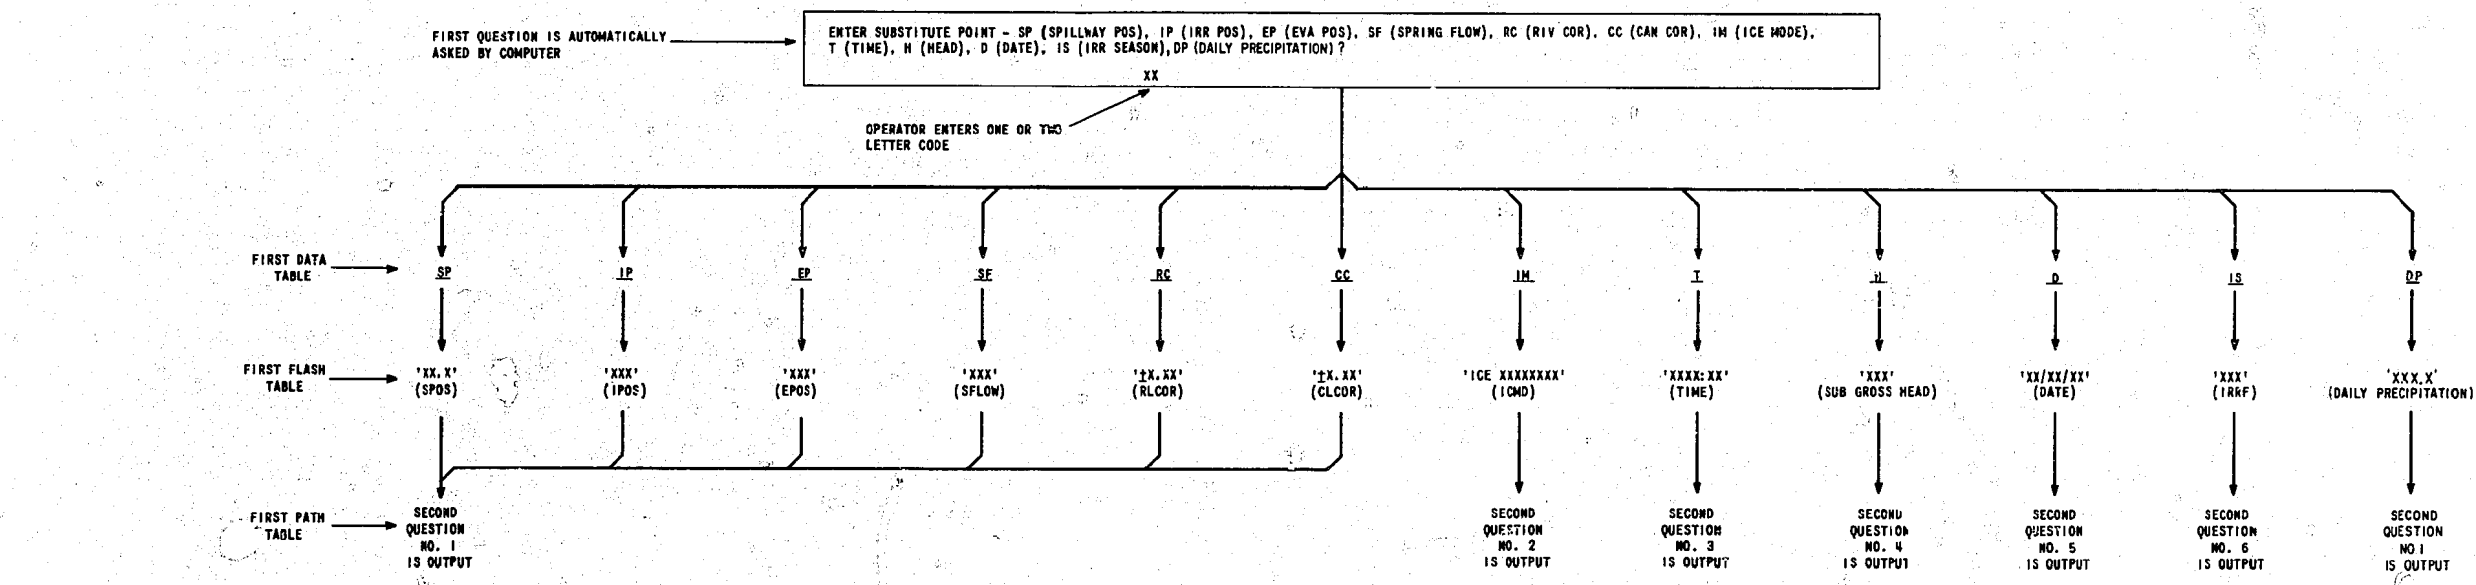 FIRST QUESTION IS AUTOMATICALLY
ASKED BY COMPUTER
ENTER SUBSTITUTE POINT - SP (SPILLWAY POS), IP (IRR POS), EP (EVA POS), SF (SPRING FLOW), RC (RIV COR), CC (CAN COR), IM (ICE MODE),
T (TIME), H (HEAD), D (DATE), IS (IRR SEASON), DP (DAILY PRECIPITATION) ?
XX
OPERATOR ENTERS ONE OR TWO
LETTER CODE
FIRST DATA
TABLE
SP
IP
EP
SF
RC
CC
IM
T
H
D
IS
DP
FIRST FLASH
TABLE
'XX.X'
(SPOS)
'XXX'
(IPOS)
'XXX'
(EPOS)
'XXX'
(SFLOW)
'±X.XX'
(RLCOR)
'±X.XX'
(CLCOR)
'ICE XXXXXXXX'
(ICMD)
'XXXX:XX'
(TIME)
'XXX'
(SUB GROSS HEAD)
'XX/XX/XX'
(DATE)
'XXX'
(IRRF)
'XXX.X'
(DAILY PRECIPITATION)
FIRST PATH
TABLE
SECOND
QUESTION
NO. 1
IS OUTPUT
SECOND
QUESTION
NO. 2
IS OUTPUT
SECOND
QUESTION
NO. 3
IS OUTPUT
SECOND
QUESTION
NO. 4
IS OUTPUT
SECOND
QUESTION
NO. 5
IS OUTPUT
SECOND
QUESTION
NO. 6
IS OUTPUT
SECOND
QUESTION
NO 1
IS OUTPUT